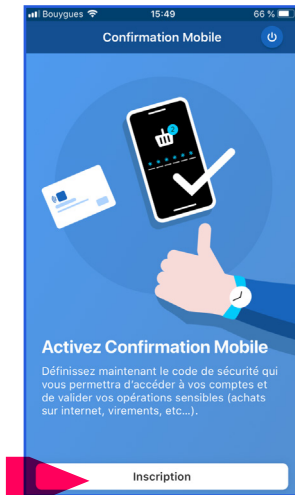 Bouygues 15:49 66 %
Confirmation Mobile
2
Activez Confirmation Mobile
Définissez maintenant le code de sécurité qui
vous permettra d'accéder à vos comptes et
de valider vos opérations sensibles (achats
sur internet, virements, etc...).
Inscription